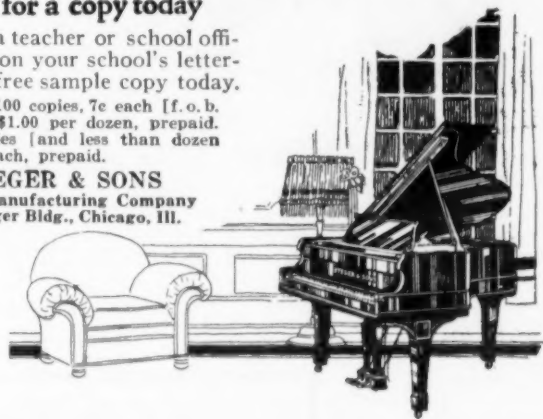 for a copy today
a teacher or school offi-
on your school's letter-
free sample copy today.
.00 copies, 7c each [f. o. b.
$1.00 per dozen, prepaid.
es [and less than dozen
ach, prepaid.
EGER & SONS
anufacturing Company
er Bldg., Chicago, Ill.
STEGER & SONS